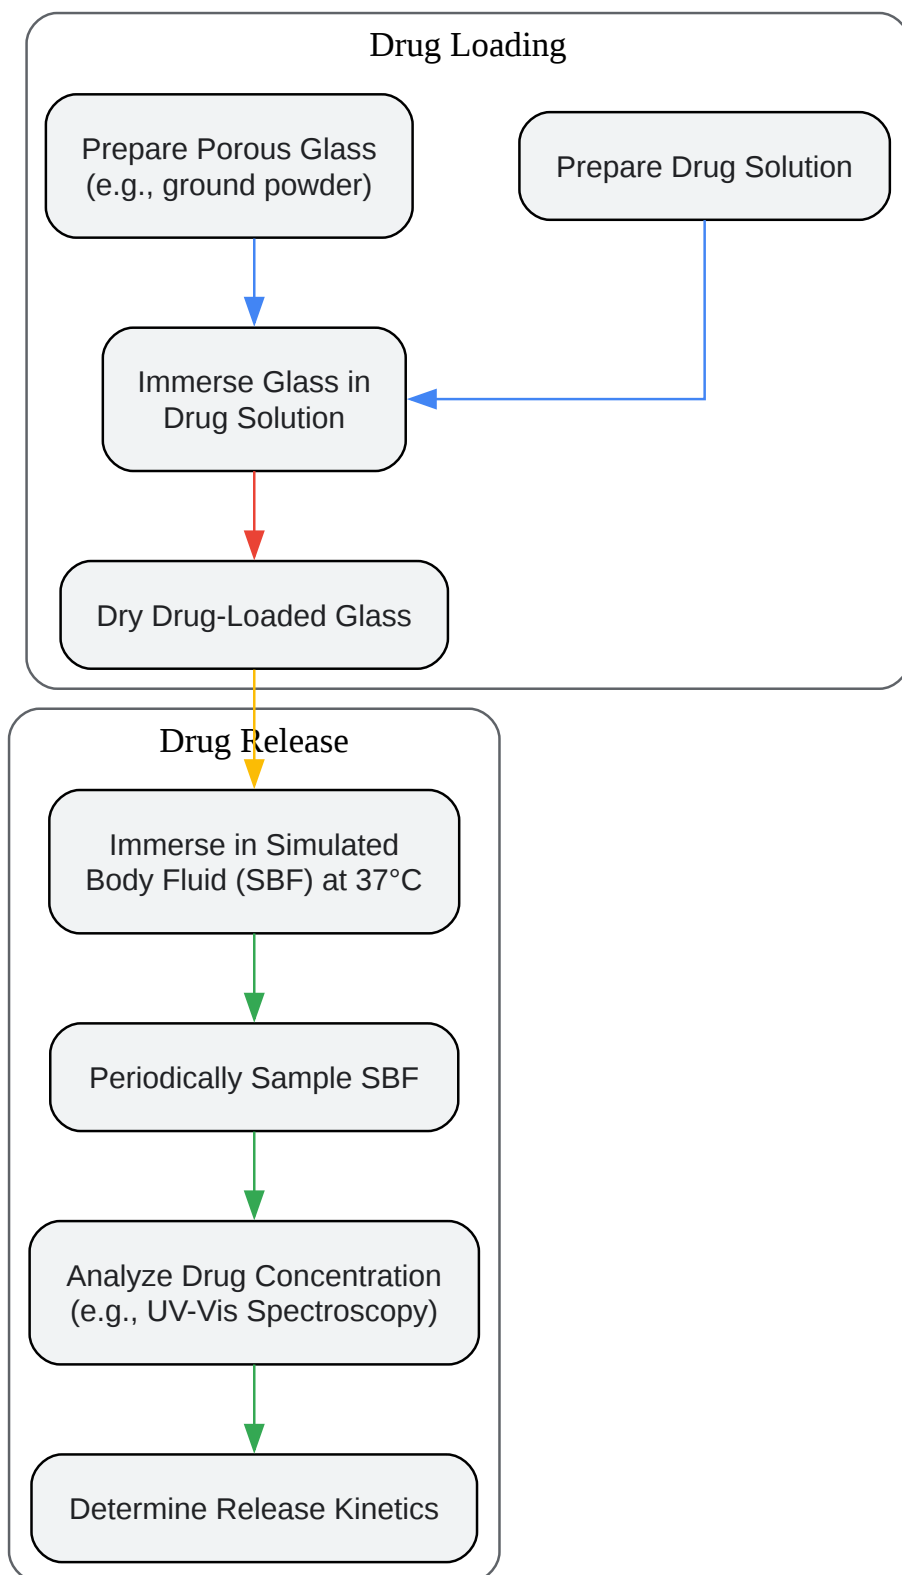 Drug Loading
Prepare Porous Glass
(e.g., ground powder)
Prepare Drug Solution
Immerse Glass in
Drug Solution
Dry Drug-Loaded Glass
Drug Release
Immerse in Simulated
Body Fluid (SBF) at 37°C
Periodically Sample SBF
Analyze Drug Concentration
(e.g., UV-Vis Spectroscopy)
Determine Release Kinetics